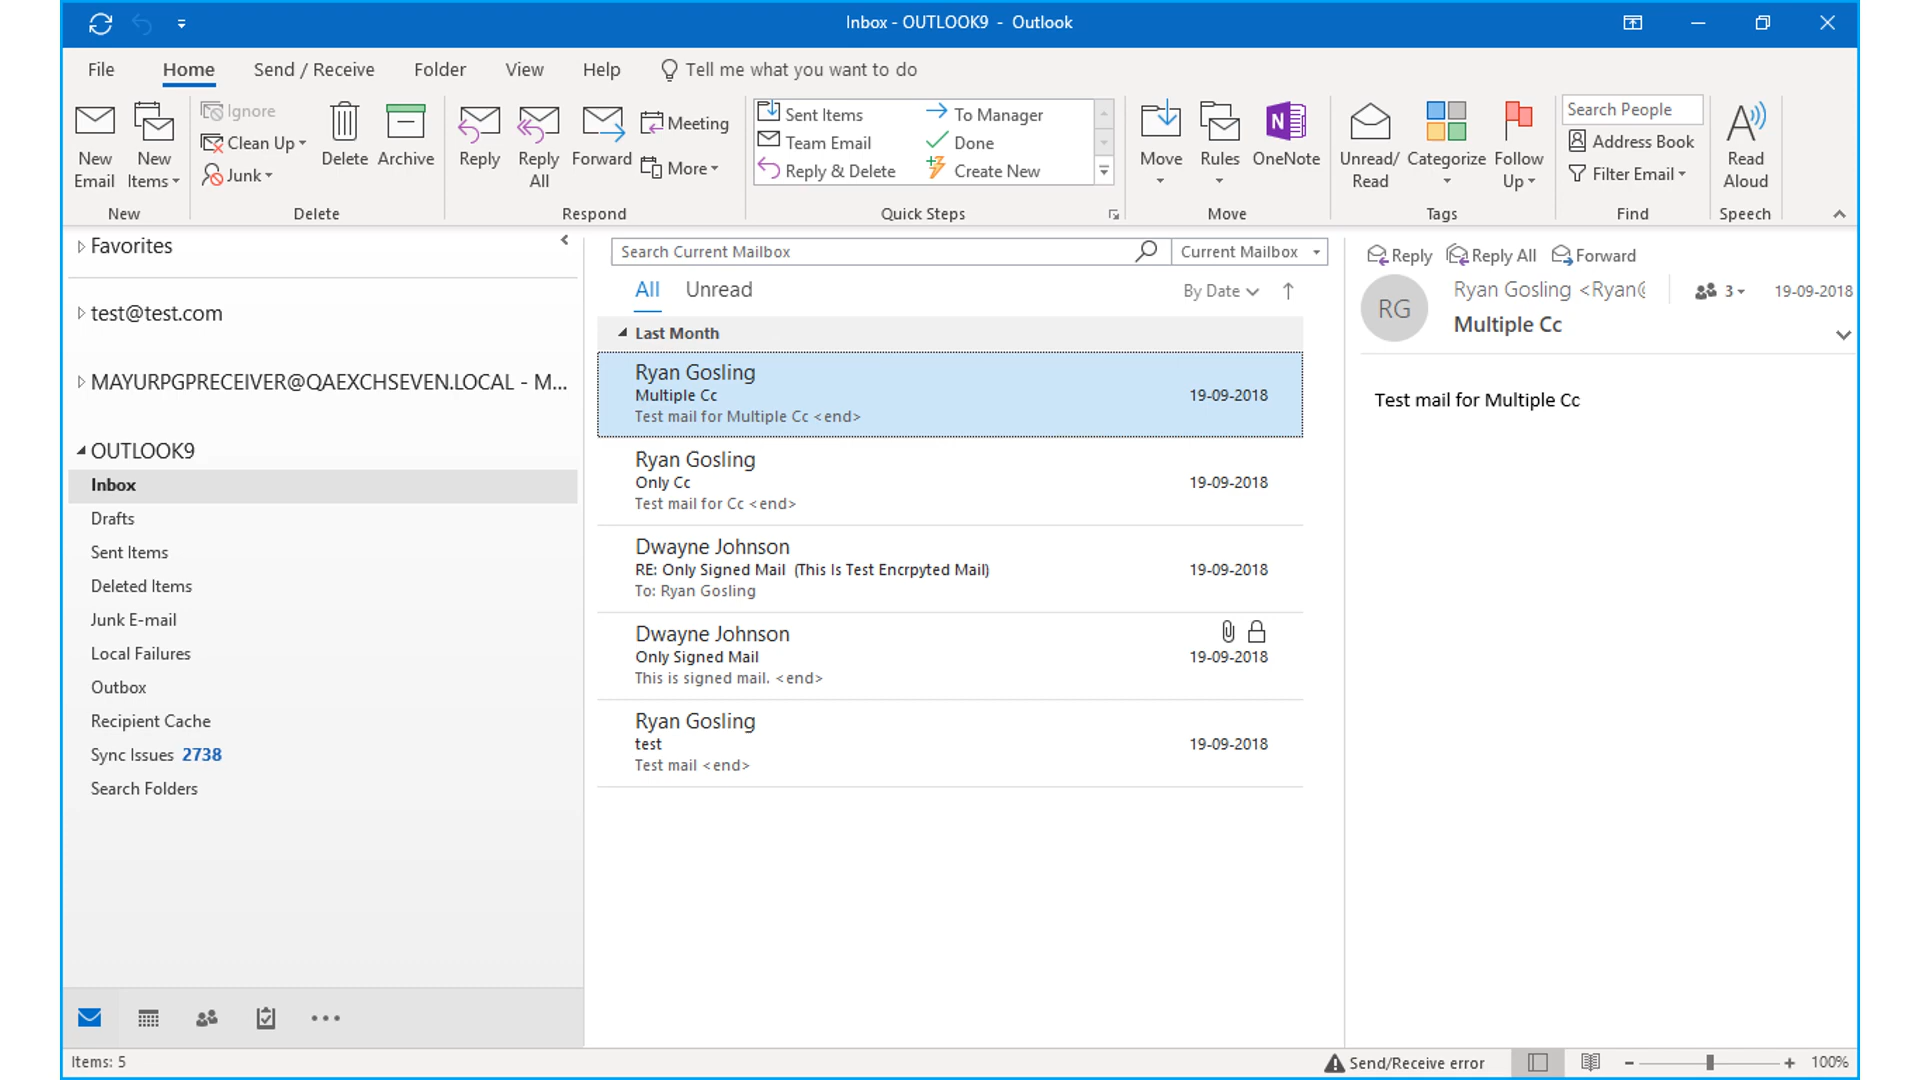 Inbox - OUTLOOK9 - Outlook
File Home Send / Receive Folder View Help Tell me what you want to do
New Email
New Items
New
Ignore
Clean Up
Junk
Delete
Archive
Delete
Reply
Reply All
Forward
Meeting
More
Respond
Sent Items
Team Email
Reply & Delete
To Manager
Done
Create New
Quick Steps
Move
Rules
N
OneNote
Move
Unread/ Read
Categorize
Follow Up
Tags
Search People
Address Book
Filter Email
Find
A
Read Aloud
Speech
Favorites
test@test.com
MAYURPGPRECEIVER@QAEXCHSEVEN.LOCAL - M...
OUTLOOK9
Inbox
Drafts
Sent Items
Deleted Items
Junk E-mail
Local Failures
Outbox
Recipient Cache
Sync Issues 2738
Search Folders
Search Current Mailbox
Current Mailbox
All Unread
By Date
Last Month
Ryan Gosling
Multiple Cc 19-09-2018
Test mail for Multiple Cc <end>
Ryan Gosling
Only Cc 19-09-2018
Test mail for Cc <end>
Dwayne Johnson
RE: Only Signed Mail (This Is Test Encrpyted Mail) 19-09-2018
To: Ryan Gosling
Dwayne Johnson
Only Signed Mail 19-09-2018
This is signed mail. <end>
Ryan Gosling
test 19-09-2018
Test mail <end>
Reply Reply All Forward
RG
Ryan Gosling <Ryan@ 3 19-09-2018
Multiple Cc
Test mail for Multiple Cc
Items: 5
Send/Receive error
100%